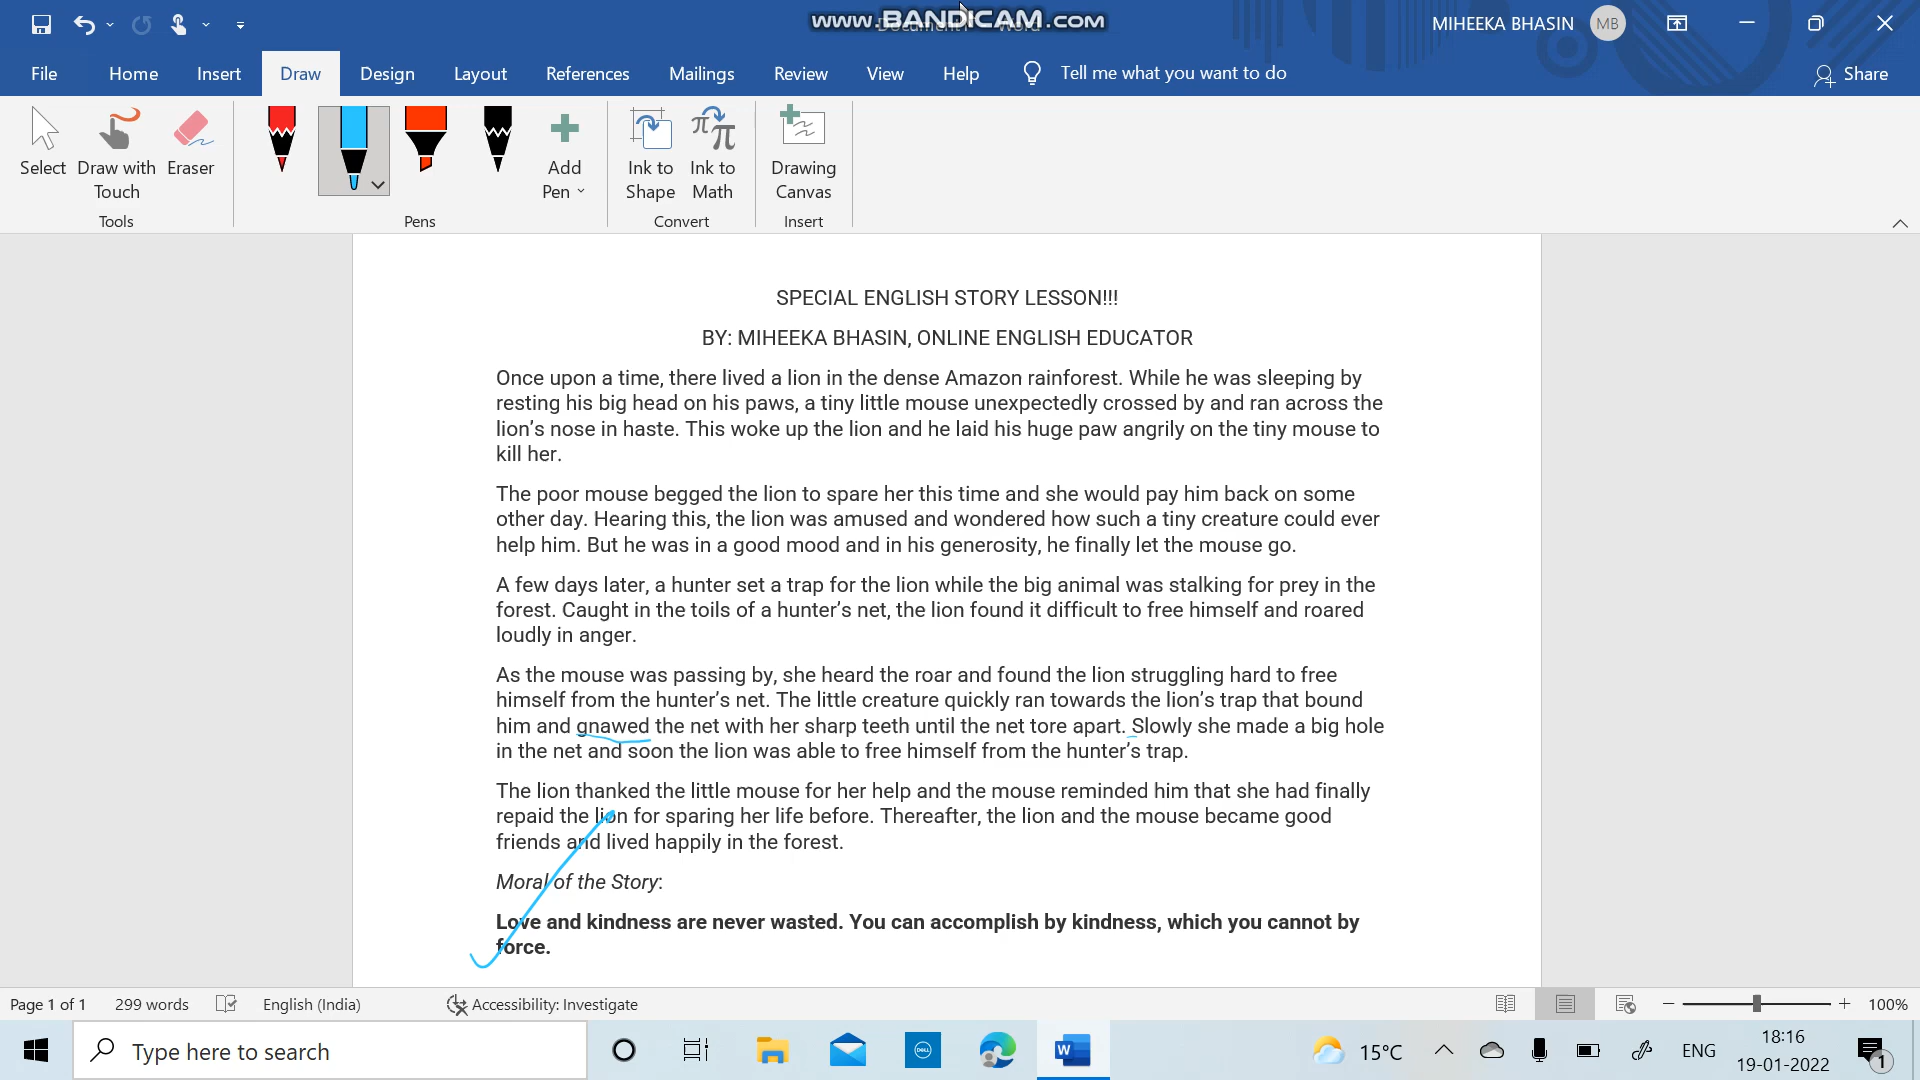 www.BANDICAM.com
MIHEEKA BHASIN
MB
File
Home
Insert
Draw
Design
Layout
References
Mailings
Review
View
Help
Tell me what you want to do
Share
Select
Draw with
Touch
Eraser
Add
Pen
Ink to
Shape
Ink to
Math
Drawing
Canvas
Tools
Pens
Convert
Insert
SPECIAL ENGLISH STORY LESSON!!!
BY: MIHEEKA BHASIN, ONLINE ENGLISH EDUCATOR
Once upon a time, there lived a lion in the dense Amazon rainforest. While he was sleeping by
resting his big head on his paws, a tiny little mouse unexpectedly crossed by and ran across the
lion’s nose in haste. This woke up the lion and he laid his huge paw angrily on the tiny mouse to
kill her.
The poor mouse begged the lion to spare her this time and she would pay him back on some
other day. Hearing this, the lion was amused and wondered how such a tiny creature could ever
help him. But he was in a good mood and in his generosity, he finally let the mouse go.
A few days later, a hunter set a trap for the lion while the big animal was stalking for prey in the
forest. Caught in the toils of a hunter’s net, the lion found it difficult to free himself and roared
loudly in anger.
As the mouse was passing by, she heard the roar and found the lion struggling hard to free
himself from the hunter’s net. The little creature quickly ran towards the lion’s trap that bound
him and gnawed the net with her sharp teeth until the net tore apart. Slowly she made a big hole
in the net and soon the lion was able to free himself from the hunter’s trap.
The lion thanked the little mouse for her help and the mouse reminded him that she had finally
repaid the lion for sparing her life before. Thereafter, the lion and the mouse became good
friends and lived happily in the forest.
Moral of the Story:
Love and kindness are never wasted. You can accomplish by kindness, which you cannot by
force.
Page 1 of 1
299 words
English (India)
Accessibility: Investigate
100%
Type here to search
DELL
W
15°C
ENG
18:16
19-01-2022
1